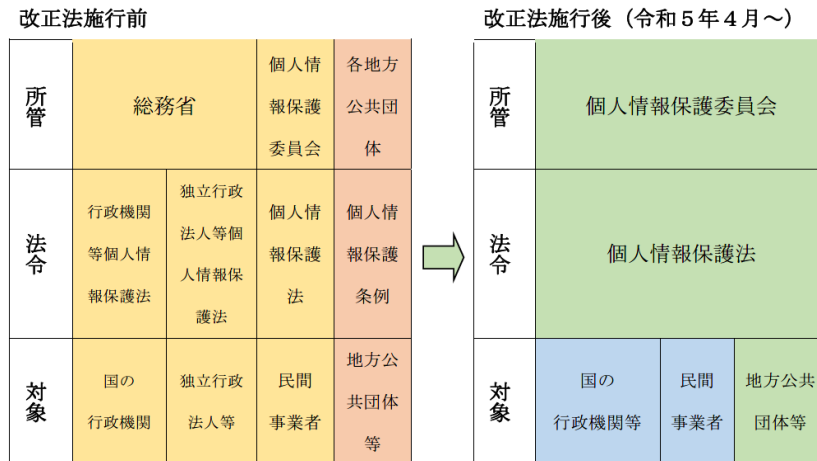 改正法施行前
所管
総務省
個人情
報保護
委員会
各地方
公共団
体
法令
行政機関
等個人情
報保護法
独立行政
法人等個
人情報保
護法
個人情
報保護
法
個人情
報保護
条例
対象
国の
行政機関
独立行政
法人等
民間
事業者
地方公
共団体
等
改正法施行後（令和５年４月～）
所管
個人情報保護委員会
法令
個人情報保護法
対象
国の
行政機関等
民間
事業者
地方公共
団体等